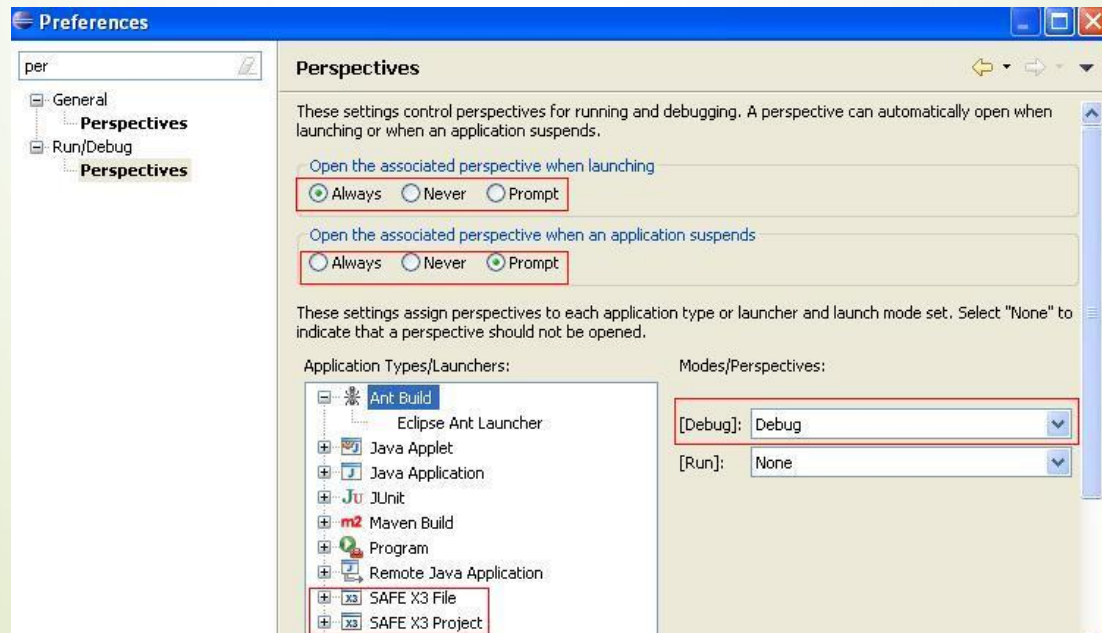 Preferences
per
General
Perspectives
Run/Debug
Perspectives
Perspectives
These settings control perspectives for running and debugging. A perspective can automatically open when
launching or when an application suspends.
Open the associated perspective when launching
Always Never Prompt
Open the associated perspective when an application suspends
Always Never Prompt
These settings assign perspectives to each application type or launcher and launch mode set. Select "None" to
indicate that a perspective should not be opened.
Application Types/Launchers:
Modes/Perspectives:
Ant Build
Eclipse Ant Launcher
[Debug]: Debug
Java Applet
Java Application
[Run]: None
Ju JUnit
m2 Maven Build
Program
Remote Java Application
X3 SAFE X3 File
X3 SAFE X3 Project